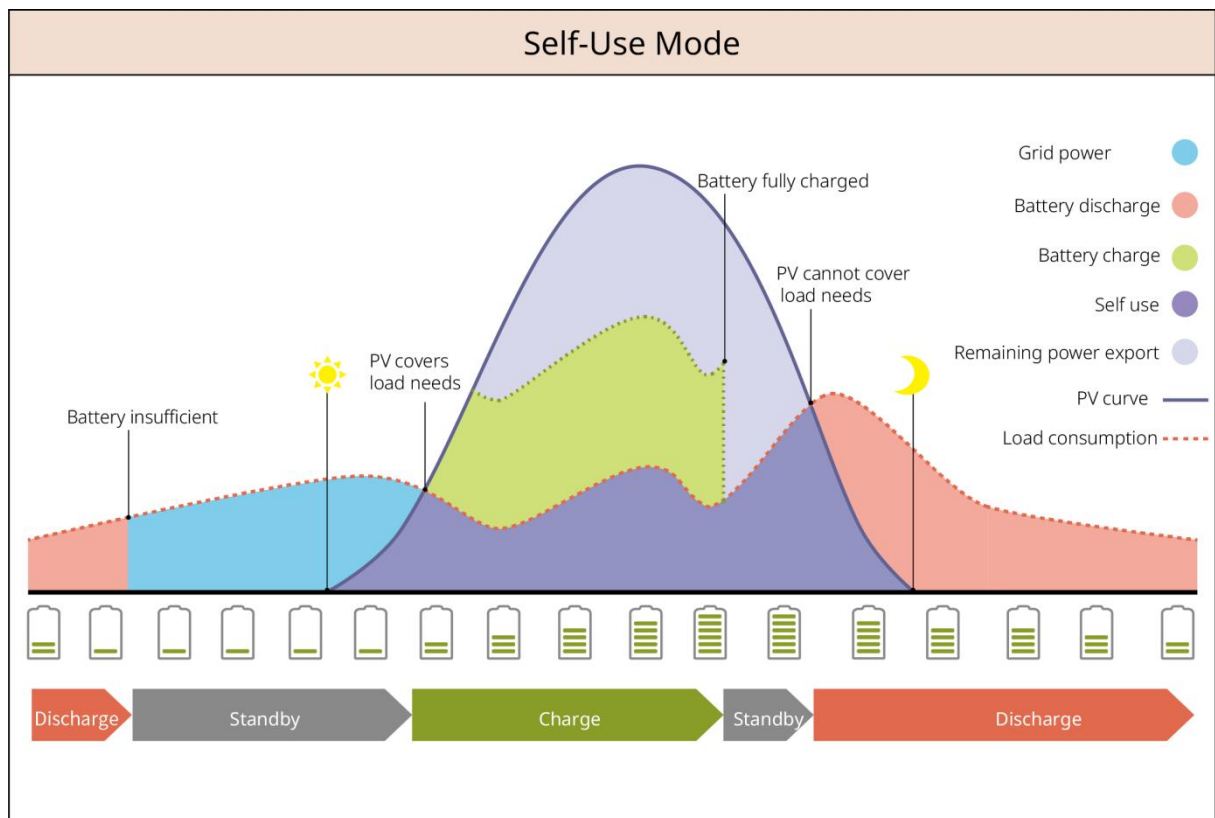 Self-Use Mode
Grid power
Battery fully charged
Battery discharge
Battery charge
PV cannot cover
load needs
Self use
Remaining power export
PV covers
load needs
PV curve
Battery insufficient
Load consumption
Discharge
Standby
Charge
Standby
Discharge